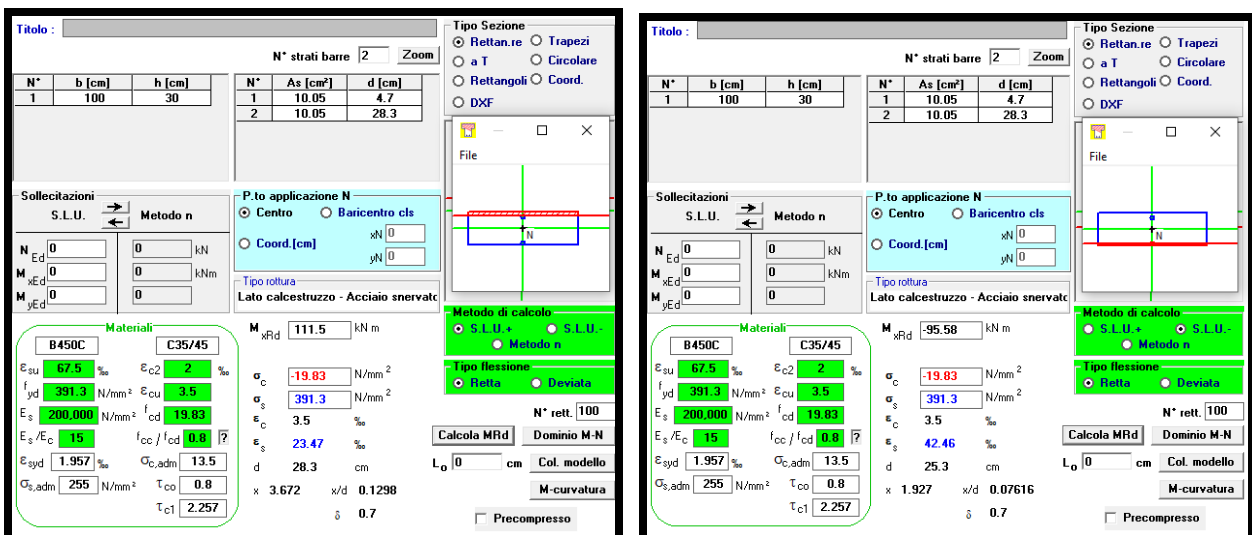 Titolo :
N° strati barre 2 Zoom
N° b [cm] h [cm]
1 100 30
N° As [cm²] d [cm]
1 10.05 4.7
2 10.05 28.3
Tipo Sezione
Rettan.re Trapezi
a T Circolare
Rettangoli Coord.
DXF
File
N
Sollecitazioni
S.L.U. Metodo n
N Ed 0 0 kN
M xEd 0 0 kNm
M yEd 0 0
P.to applicazione N
Centro Baricentro cls
Coord.[cm] xN 0
yN 0
Tipo rottura
Lato calcestruzzo - Acciaio snervato
Metodo di calcolo
S.L.U.+ S.L.U.-
Metodo n
Tipo flessione
Retta Deviata
Materiali
B450C C35/45
εsu 67.5 ‰ εc2 2 ‰
fyd 391.3 N/mm² εcu 3.5
Es 200,000 N/mm² fcd 19.83
Es/Ec 15 fcc / fcd 0.8 ?
εsyd 1.957 ‰ σc,adm 13.5
σs,adm 255 N/mm² τco 0.8
τc1 2.257
M xRd 111.5 kN m
σc -19.83 N/mm²
σs 391.3 N/mm²
εc 3.5 ‰
εs 23.47 ‰
d 28.3 cm
x 3.672 x/d 0.1298
δ 0.7
N° rett. 100
Calcola MRd Dominio M-N
Lo 0 cm Col. modello
M-curvatura
Precompresso
Titolo :
N° strati barre 2 Zoom
N° b [cm] h [cm]
1 100 30
N° As [cm²] d [cm]
1 10.05 4.7
2 10.05 28.3
Tipo Sezione
Rettan.re Trapezi
a T Circolare
Rettangoli Coord.
DXF
File
N
Sollecitazioni
S.L.U. Metodo n
N Ed 0 0 kN
M xEd 0 0 kNm
M yEd 0 0
P.to applicazione N
Centro Baricentro cls
Coord.[cm] xN 0
yN 0
Tipo rottura
Lato calcestruzzo - Acciaio snervato
Metodo di calcolo
S.L.U.+ S.L.U.-
Metodo n
Tipo flessione
Retta Deviata
Materiali
B450C C35/45
εsu 67.5 ‰ εc2 2 ‰
fyd 391.3 N/mm² εcu 3.5
Es 200,000 N/mm² fcd 19.83
Es/Ec 15 fcc / fcd 0.8 ?
εsyd 1.957 ‰ σc,adm 13.5
σs,adm 255 N/mm² τco 0.8
τc1 2.257
M xRd -95.58 kN m
σc -19.83 N/mm²
σs 391.3 N/mm²
εc 3.5 ‰
εs 42.46 ‰
d 25.3 cm
x 1.927 x/d 0.07616
δ 0.7
N° rett. 100
Calcola MRd Dominio M-N
Lo 0 cm Col. modello
M-curvatura
Precompresso